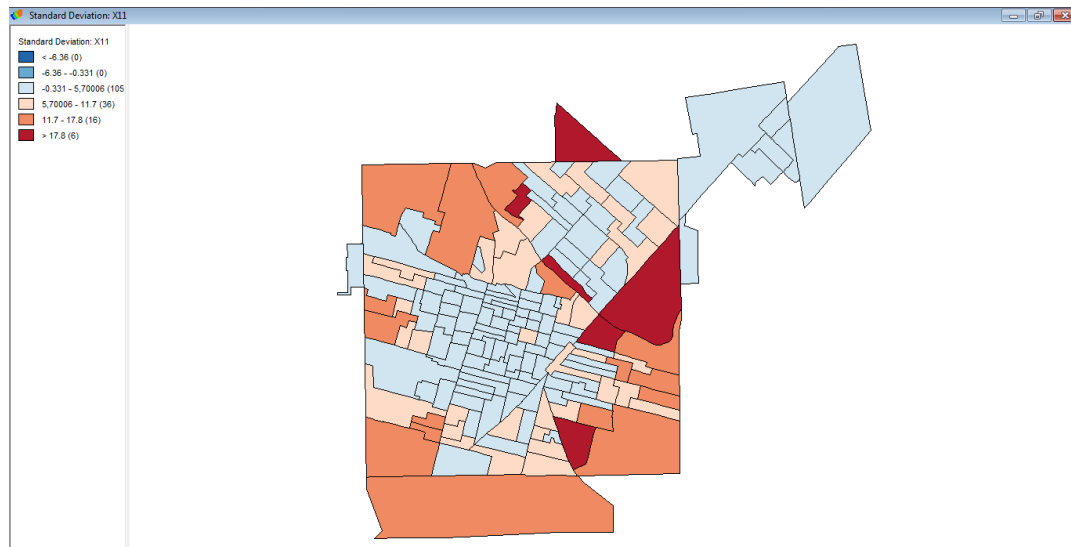 Standard Deviation: X11
Standard Deviation: X11
< -6.36 (0)
-6.36 - -0.331 (0)
-0.331 - 5,70006 (105
5,70006 - 11.7 (36)
11.7 - 17.8 (16)
> 17.8 (6)